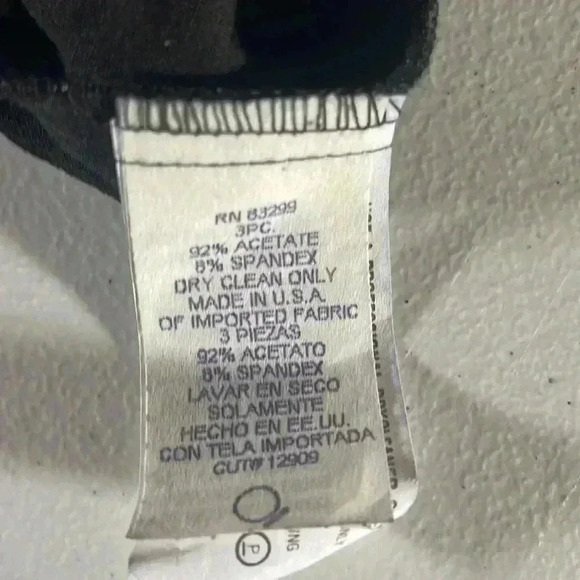 RN 83299
3PC.
92% ACETATE
8% SPANDEX
DRY CLEAN ONLY
MADE IN U.S.A.
OF IMPORTED FABRIC
3 PIEZAS
92% ACETATO
8% SPANDEX
LAVAR EN SECO
SOLAMENTE
HECHO EN EE.UU.
CON TELA IMPORTADA
CUT# 12909
P